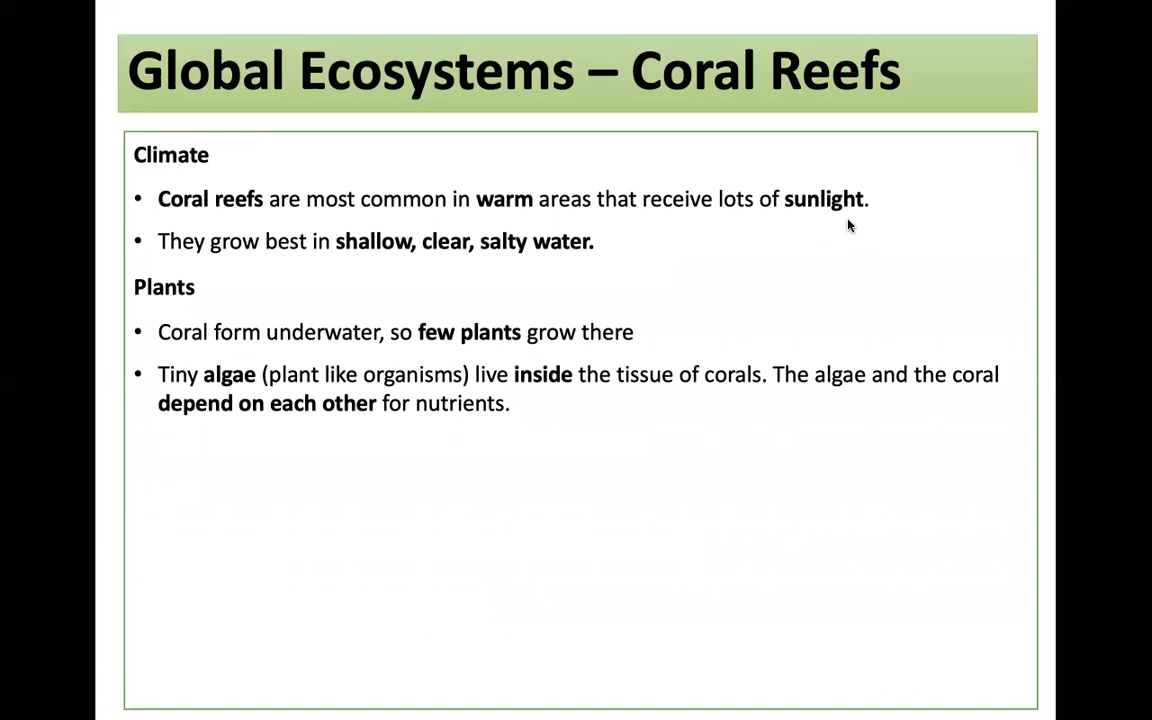 Global Ecosystems – Coral Reefs
Climate
• Coral reefs are most common in warm areas that receive lots of sunlight.
• They grow best in shallow, clear, salty water.
Plants
• Coral form underwater, so few plants grow there
• Tiny algae (plant like organisms) live inside the tissue of corals. The algae and the coral
depend on each other for nutrients.